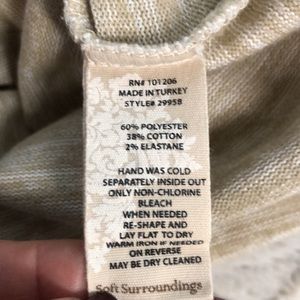 RN# 101206
MADE IN TURKEY
STYLE# 29958
60% POLYESTER
38% COTTON
2% ELASTANE
HAND WAS COLD
SEPARATELY INSIDE OUT
ONLY NON-CHLORINE
BLEACH
WHEN NEEDED
RE-SHAPE AND
LAY FLAT TO DRY
WARM IRON IF NEEDED
ON REVERSE
MAY BE DRY CLEANED
Soft Surroundings